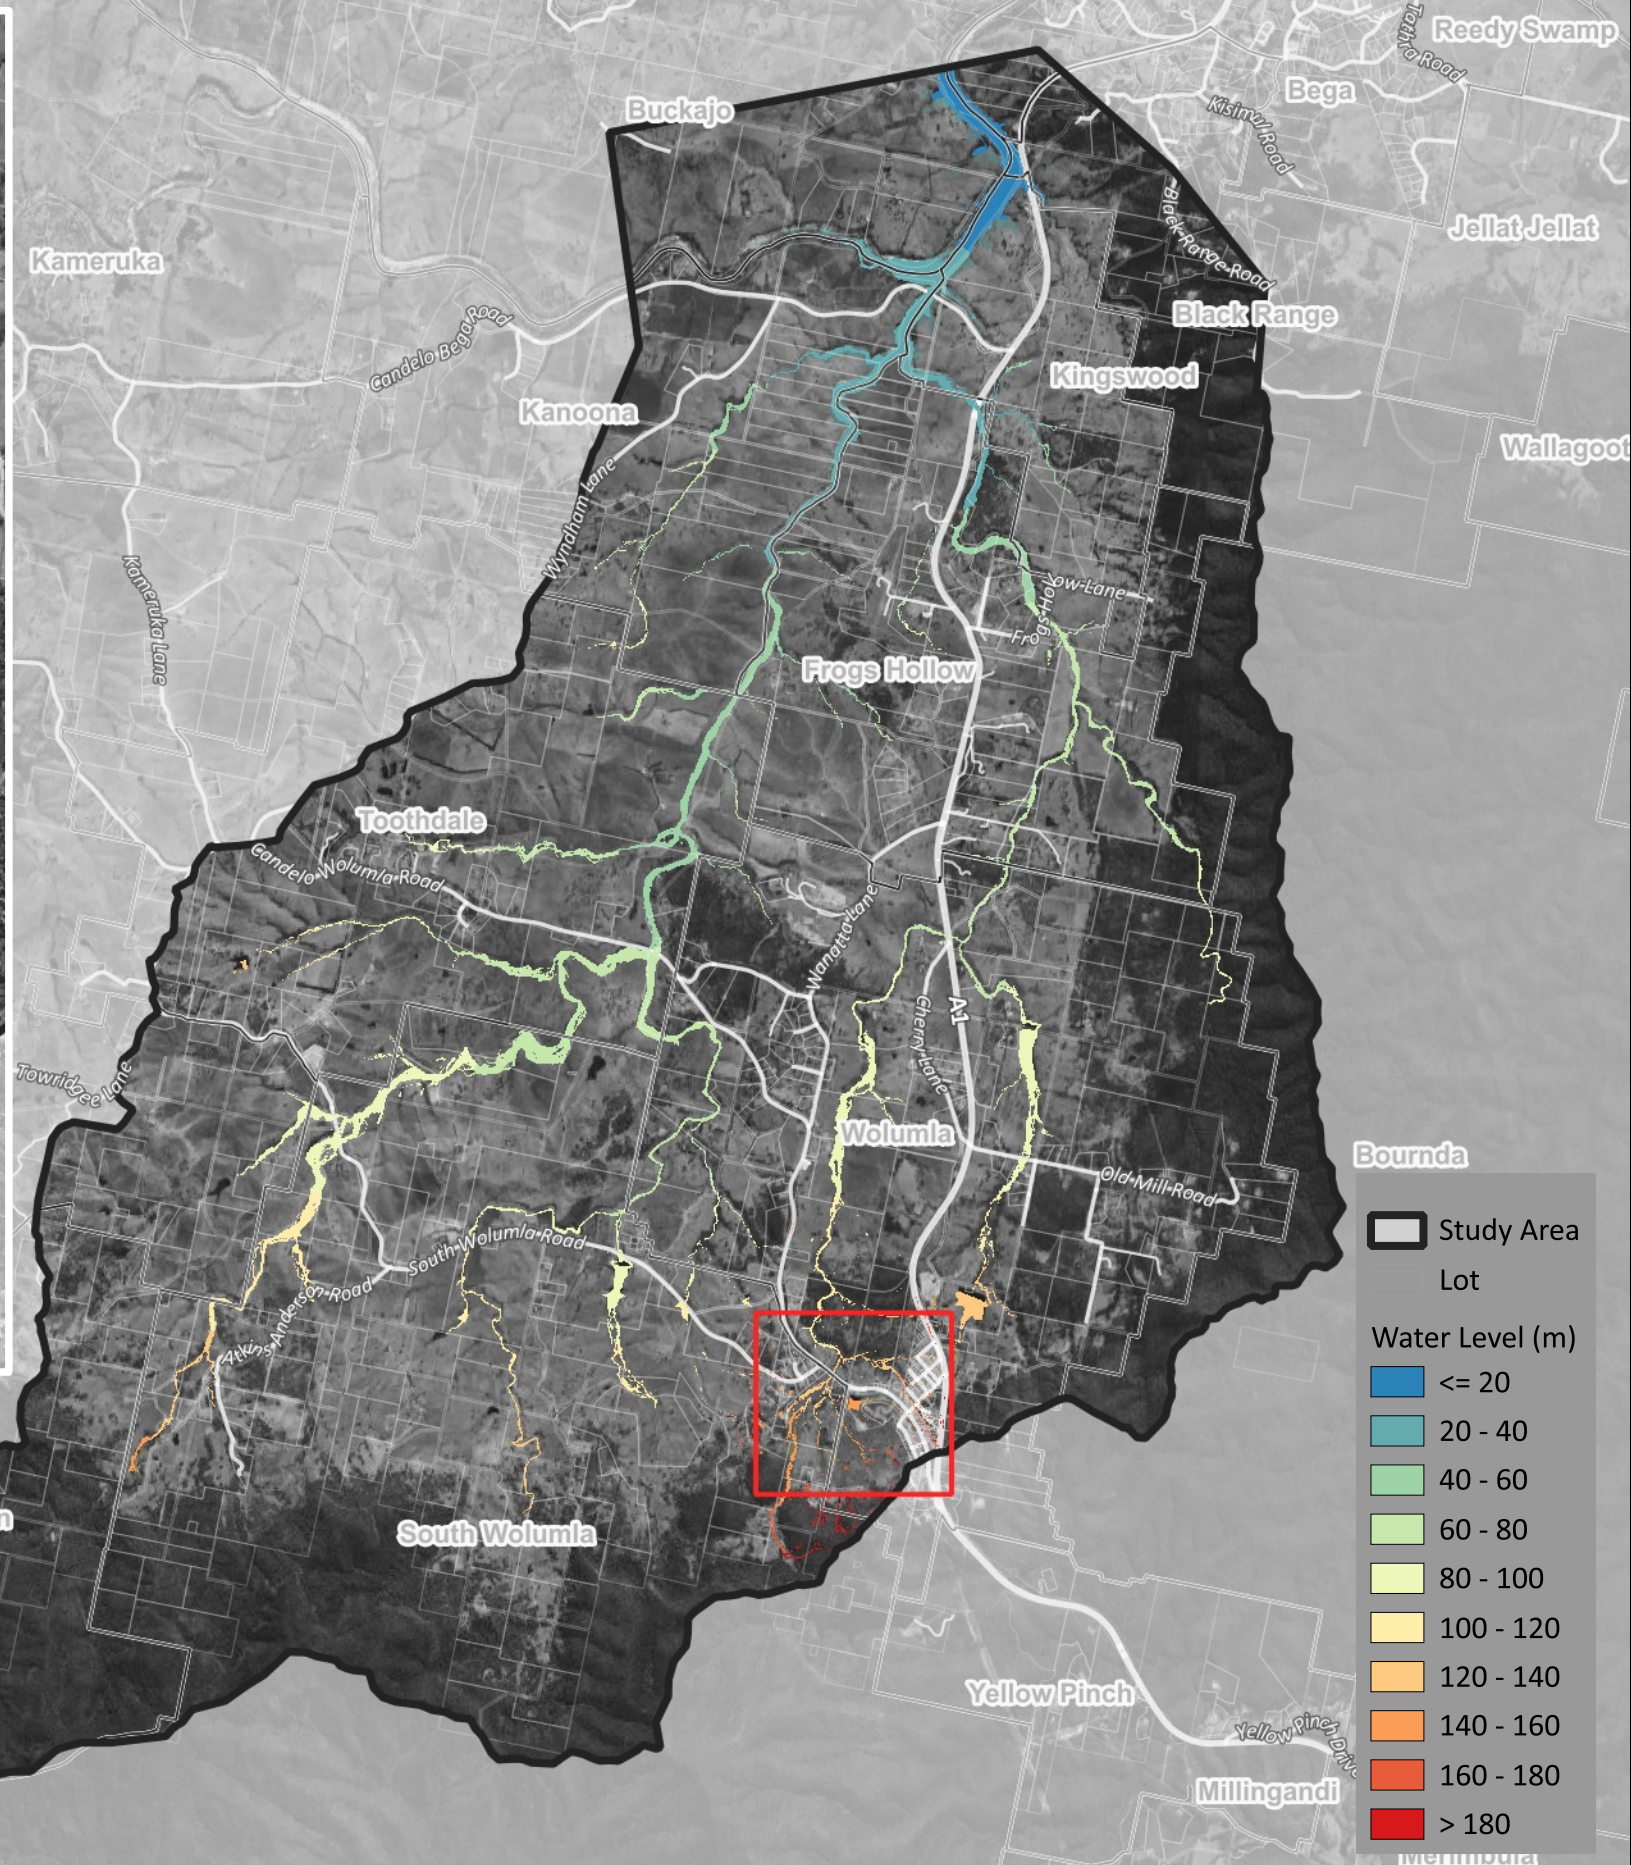 Tathra Road
Reedy Swamp
Bega
Buckajo
Kisimul Road
Black Range Road
Jellat Jellat
Kameruka
Black Range
Candelo Bega Road
Kingswood
Kanoona
Wallagoot
Wyndham Lane
Kameruka Lane
Frogs Hollow Lane
Frogs Hollow
Toothdale
Candelo Wolumla Road
Wanatta Lane
Cherry Lane
A1
Towridgee Lane
Wolumla
Bournda
Old Mill Road
South Wolumla Road
Atkins Anderson Road
South Wolumla
Yellow Pinch
Yellow Pinch Drive
Millingandi
Merimbula
Study Area
Lot
Water Level (m)
<= 20
20 - 40
40 - 60
60 - 80
80 - 100
100 - 120
120 - 140
140 - 160
160 - 180
> 180